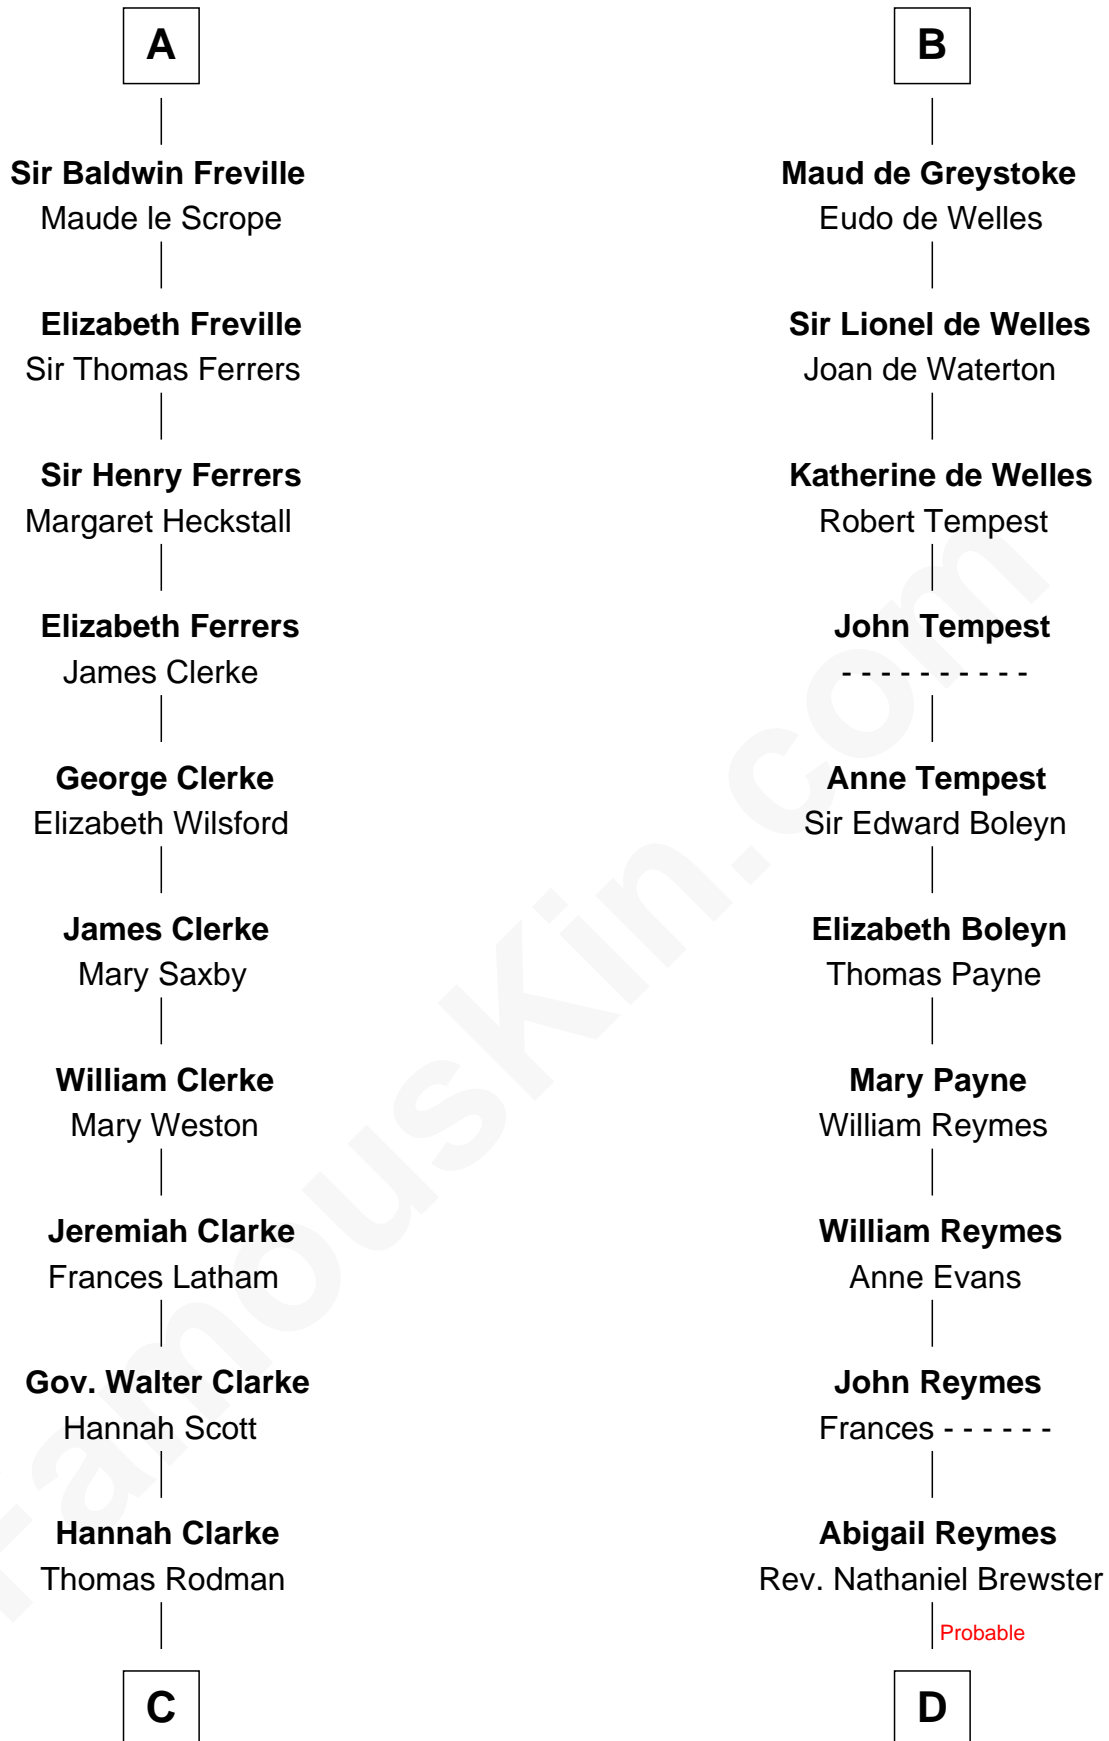 A
Sir Baldwin Freville
Maude le Scrope
Elizabeth Freville
Sir Thomas Ferrers
Sir Henry Ferrers
Margaret Heckstall
Elizabeth Ferrers
James Clerke
George Clerke
Elizabeth Wilsford
James Clerke
Mary Saxby
William Clerke
Mary Weston
Jeremiah Clarke
Frances Latham
Gov. Walter Clarke
Hannah Scott
Hannah Clarke
Thomas Rodman
C
B
Maud de Greystoke
Eudo de Welles
Sir Lionel de Welles
Joan de Waterton
Katherine de Welles
Robert Tempest
John Tempest
- - - - - - - - - -
Anne Tempest
Sir Edward Boleyn
Elizabeth Boleyn
Thomas Payne
Mary Payne
William Reymes
William Reymes
Anne Evans
John Reymes
Frances - - - - - -
Abigail Reymes
Rev. Nathaniel Brewster
Probable
D
FamousKin.com